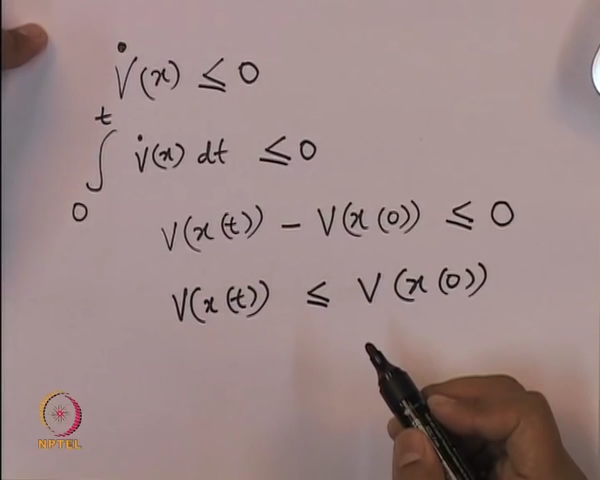 V̇(x) ≤ 0
∫₀ᵗ V̇(x) dt ≤ 0
V(x(t)) − V(x(0)) ≤ 0
V(x(t)) ≤ V(x(0))
NPTEL